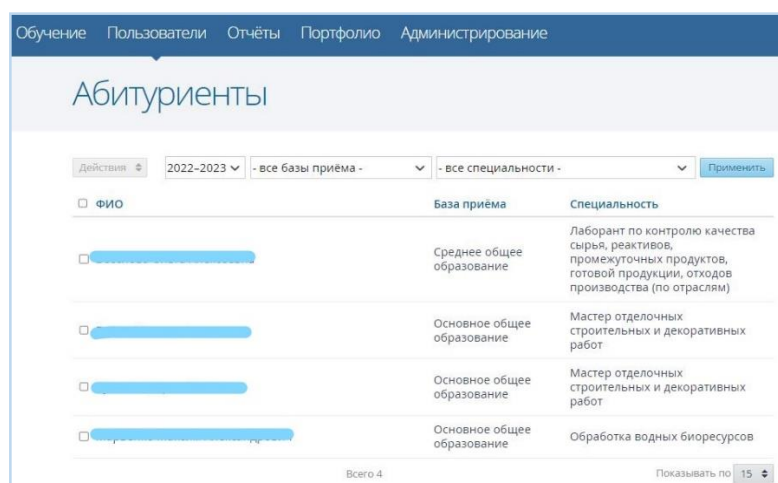 Обучение Пользователи Отчёты Портфолио Администрирование
Абитуриенты
Действия 2022–2023 - все базы приёма - - все специальности - Применить
ФИО База приёма Специальность
Среднее общее
образование
Лаборант по контролю качества
сырья, реактивов,
промежуточных продуктов,
готовой продукции, отходов
производства (по отраслям)
Основное общее
образование
Мастер отделочных
строительных и декоративных
работ
Основное общее
образование
Мастер отделочных
строительных и декоративных
работ
Основное общее
образование
Обработка водных биоресурсов
Всего 4 Показывать по 15